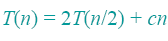 T(n) = 2T(n/2) + cn